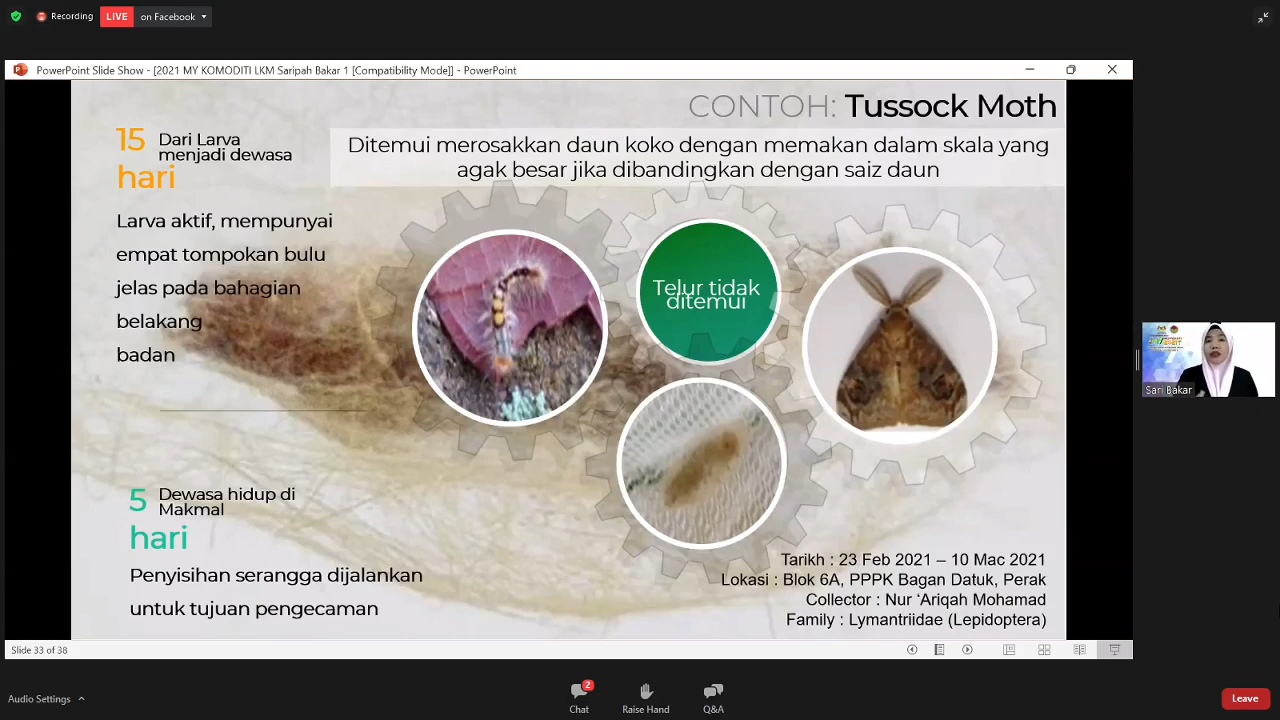 Recording
LIVE
on Facebook
PowerPoint Slide Show - [2021 MY KOMODITI LKM Saripah Bakar 1 [Compatibility Mode]] - PowerPoint
CONTOH: Tussock Moth
15
hari
Dari Larva
menjadi dewasa
Ditemui merosakkan daun koko dengan memakan dalam skala yang
agak besar jika dibandingkan dengan saiz daun
Larva aktif, mempunyai
empat tompokan bulu
jelas pada bahagian
belakang
badan
Telur tidak
ditemui
5
hari
Dewasa hidup di
Makmal
Penyisihan serangga dijalankan
untuk tujuan pengecaman
Tarikh : 23 Feb 2021 – 10 Mac 2021
Lokasi : Blok 6A, PPPK Bagan Datuk, Perak
Collector : Nur ‘Ariqah Mohamad
Family : Lymantriidae (Lepidoptera)
Sari Bakar
Slide 33 of 38
Audio Settings
2
Chat
Raise Hand
Q&A
Leave